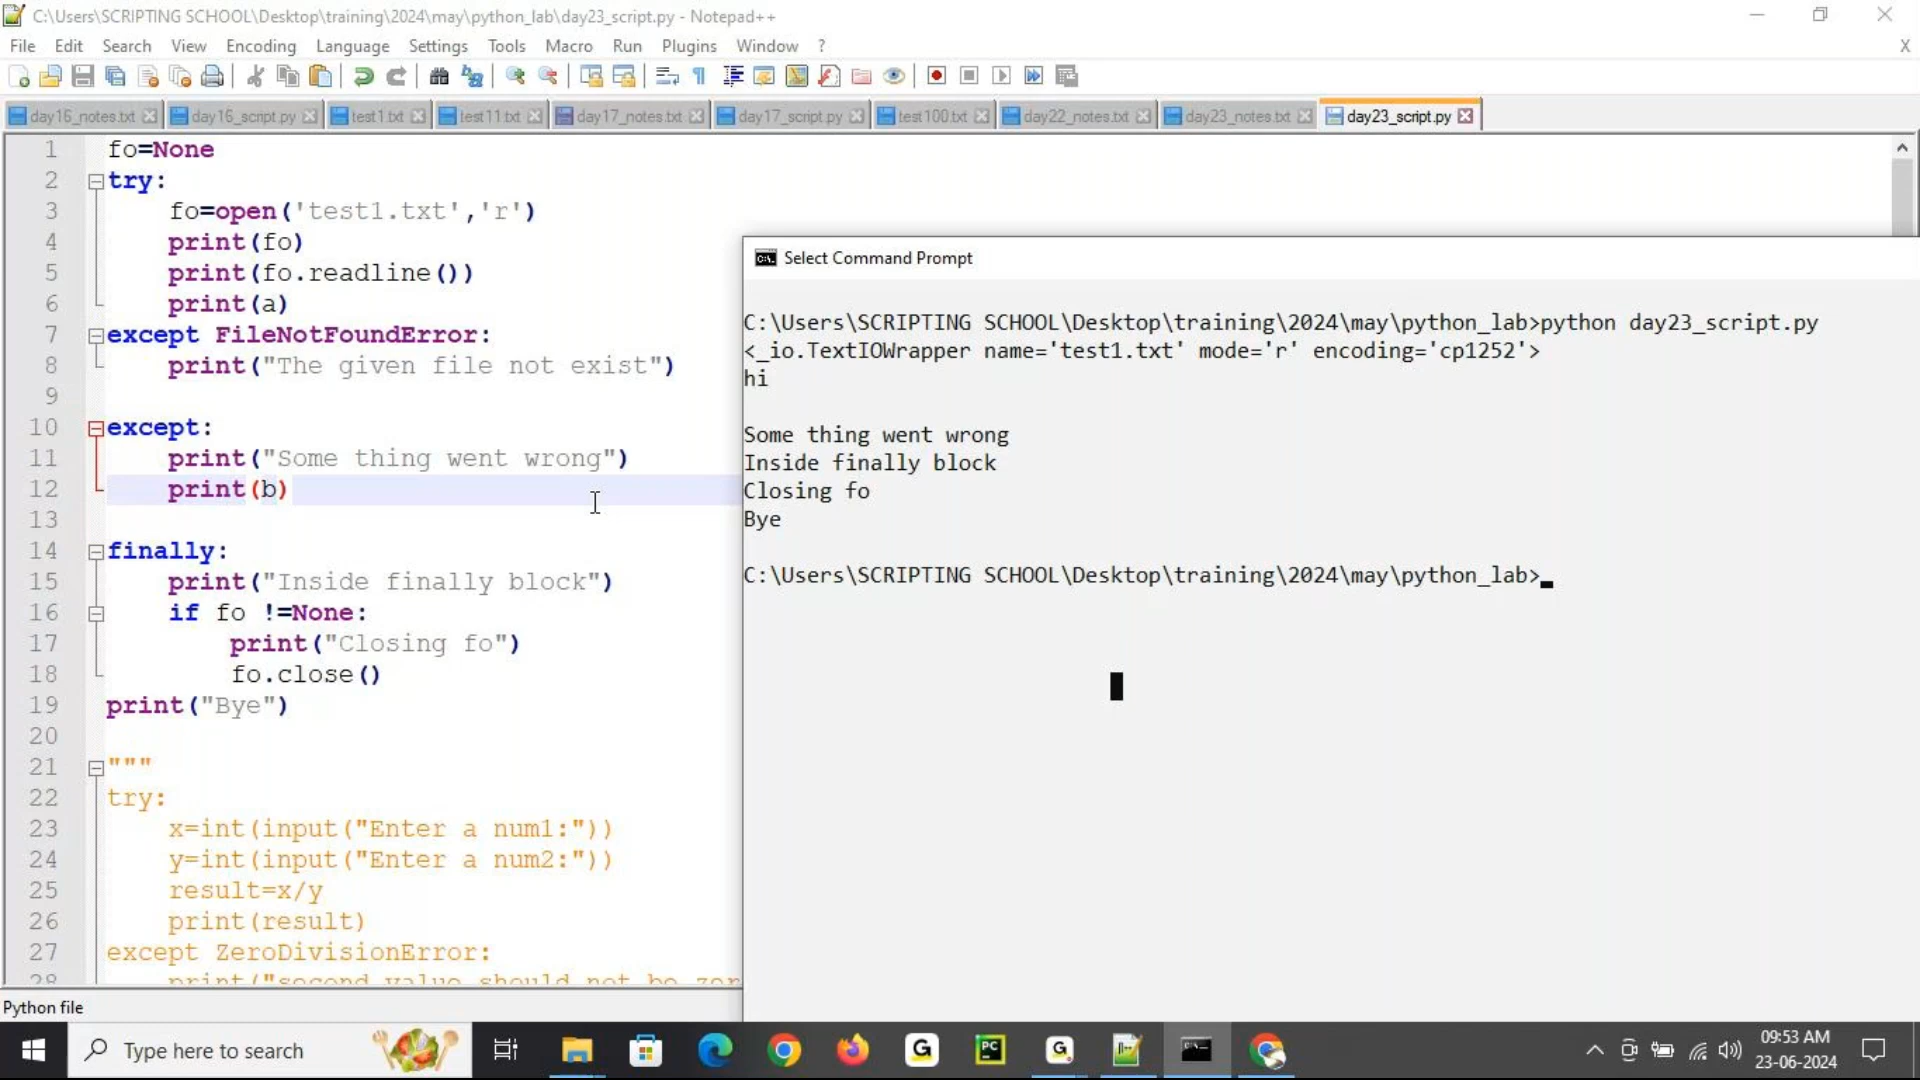 C:\Users\SCRIPTING SCHOOL\Desktop\training\2024\may\python_lab\day23_script.py - Notepad++
File Edit Search View Encoding Language Settings Tools Macro Run Plugins Window ? X
day16_notes.txt day16_script.py test1.txt test11.txt day17_notes.txt day17_script.py test100.txt day22_notes.txt day23_notes.txt day23_script.py
1 fo=None
2 try:
3 fo=open('test1.txt','r')
4 print(fo)
5 print(fo.readline())
6 print(a)
7 except FileNotFoundError:
8 print("The given file not exist")
9
10 except:
11 print("Some thing went wrong")
12 print(b)
13
14 finally:
15 print("Inside finally block")
16 if fo !=None:
17 print("Closing fo")
18 fo.close()
19 print("Bye")
20
21 """
22 try:
23 x=int(input("Enter a num1:"))
24 y=int(input("Enter a num2:"))
25 result=x/y
26 print(result)
27 except ZeroDivisionError:
28 print("second value should not be zer
Select Command Prompt
C:\Users\SCRIPTING SCHOOL\Desktop\training\2024\may\python_lab>python day23_script.py
<_io.TextIOWrapper name='test1.txt' mode='r' encoding='cp1252'>
hi
Some thing went wrong
Inside finally block
Closing fo
Bye
C:\Users\SCRIPTING SCHOOL\Desktop\training\2024\may\python_lab>
Python file
Type here to search
09:53 AM
23-06-2024